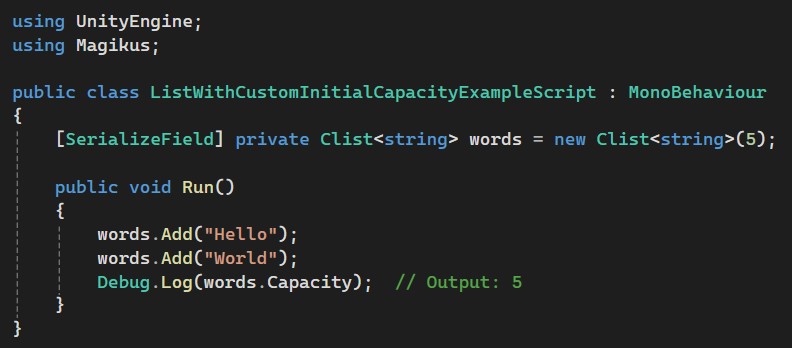 using UnityEngine;
using Magikus;
public class ListWithCustomInitialCapacityExampleScript : MonoBehaviour
{
[SerializeField] private Clist<string> words = new Clist<string>(5);
public void Run()
{
words.Add("Hello");
words.Add("World");
Debug.Log(words.Capacity);  // Output: 5
}
}